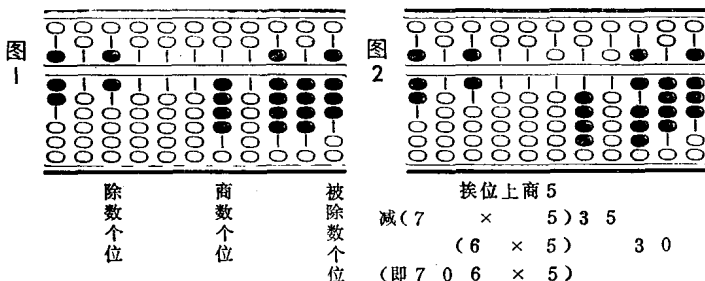 图1
图2
除数个位
商数个位
被除数个位
挨位上商5
减(7 × 5)3 5
(6 × 5) 3 0
(即7 0 6 × 5)